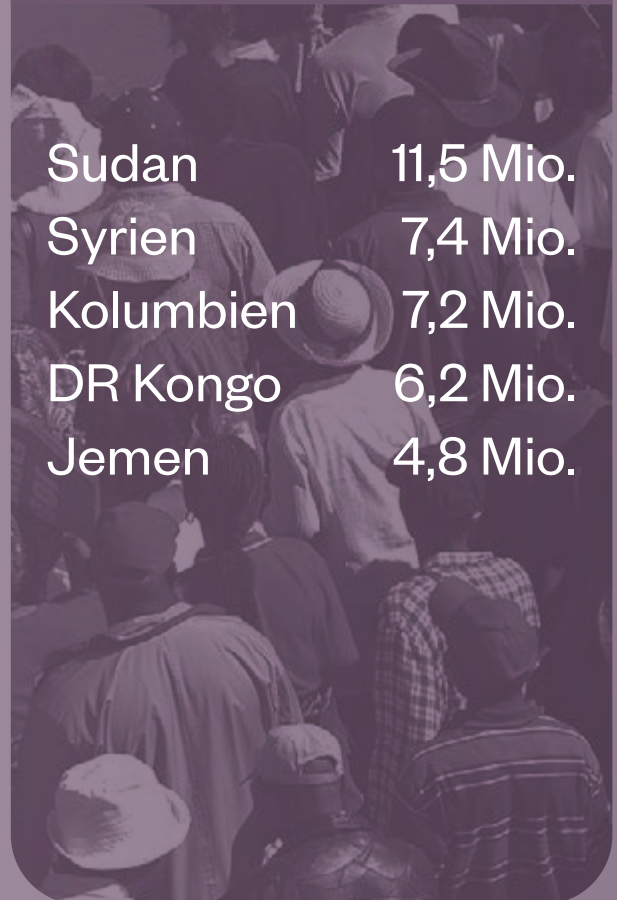 Sudan 11,5 Mio.
Syrien 7,4 Mio.
Kolumbien 7,2 Mio.
DR Kongo 6,2 Mio.
Jemen 4,8 Mio.